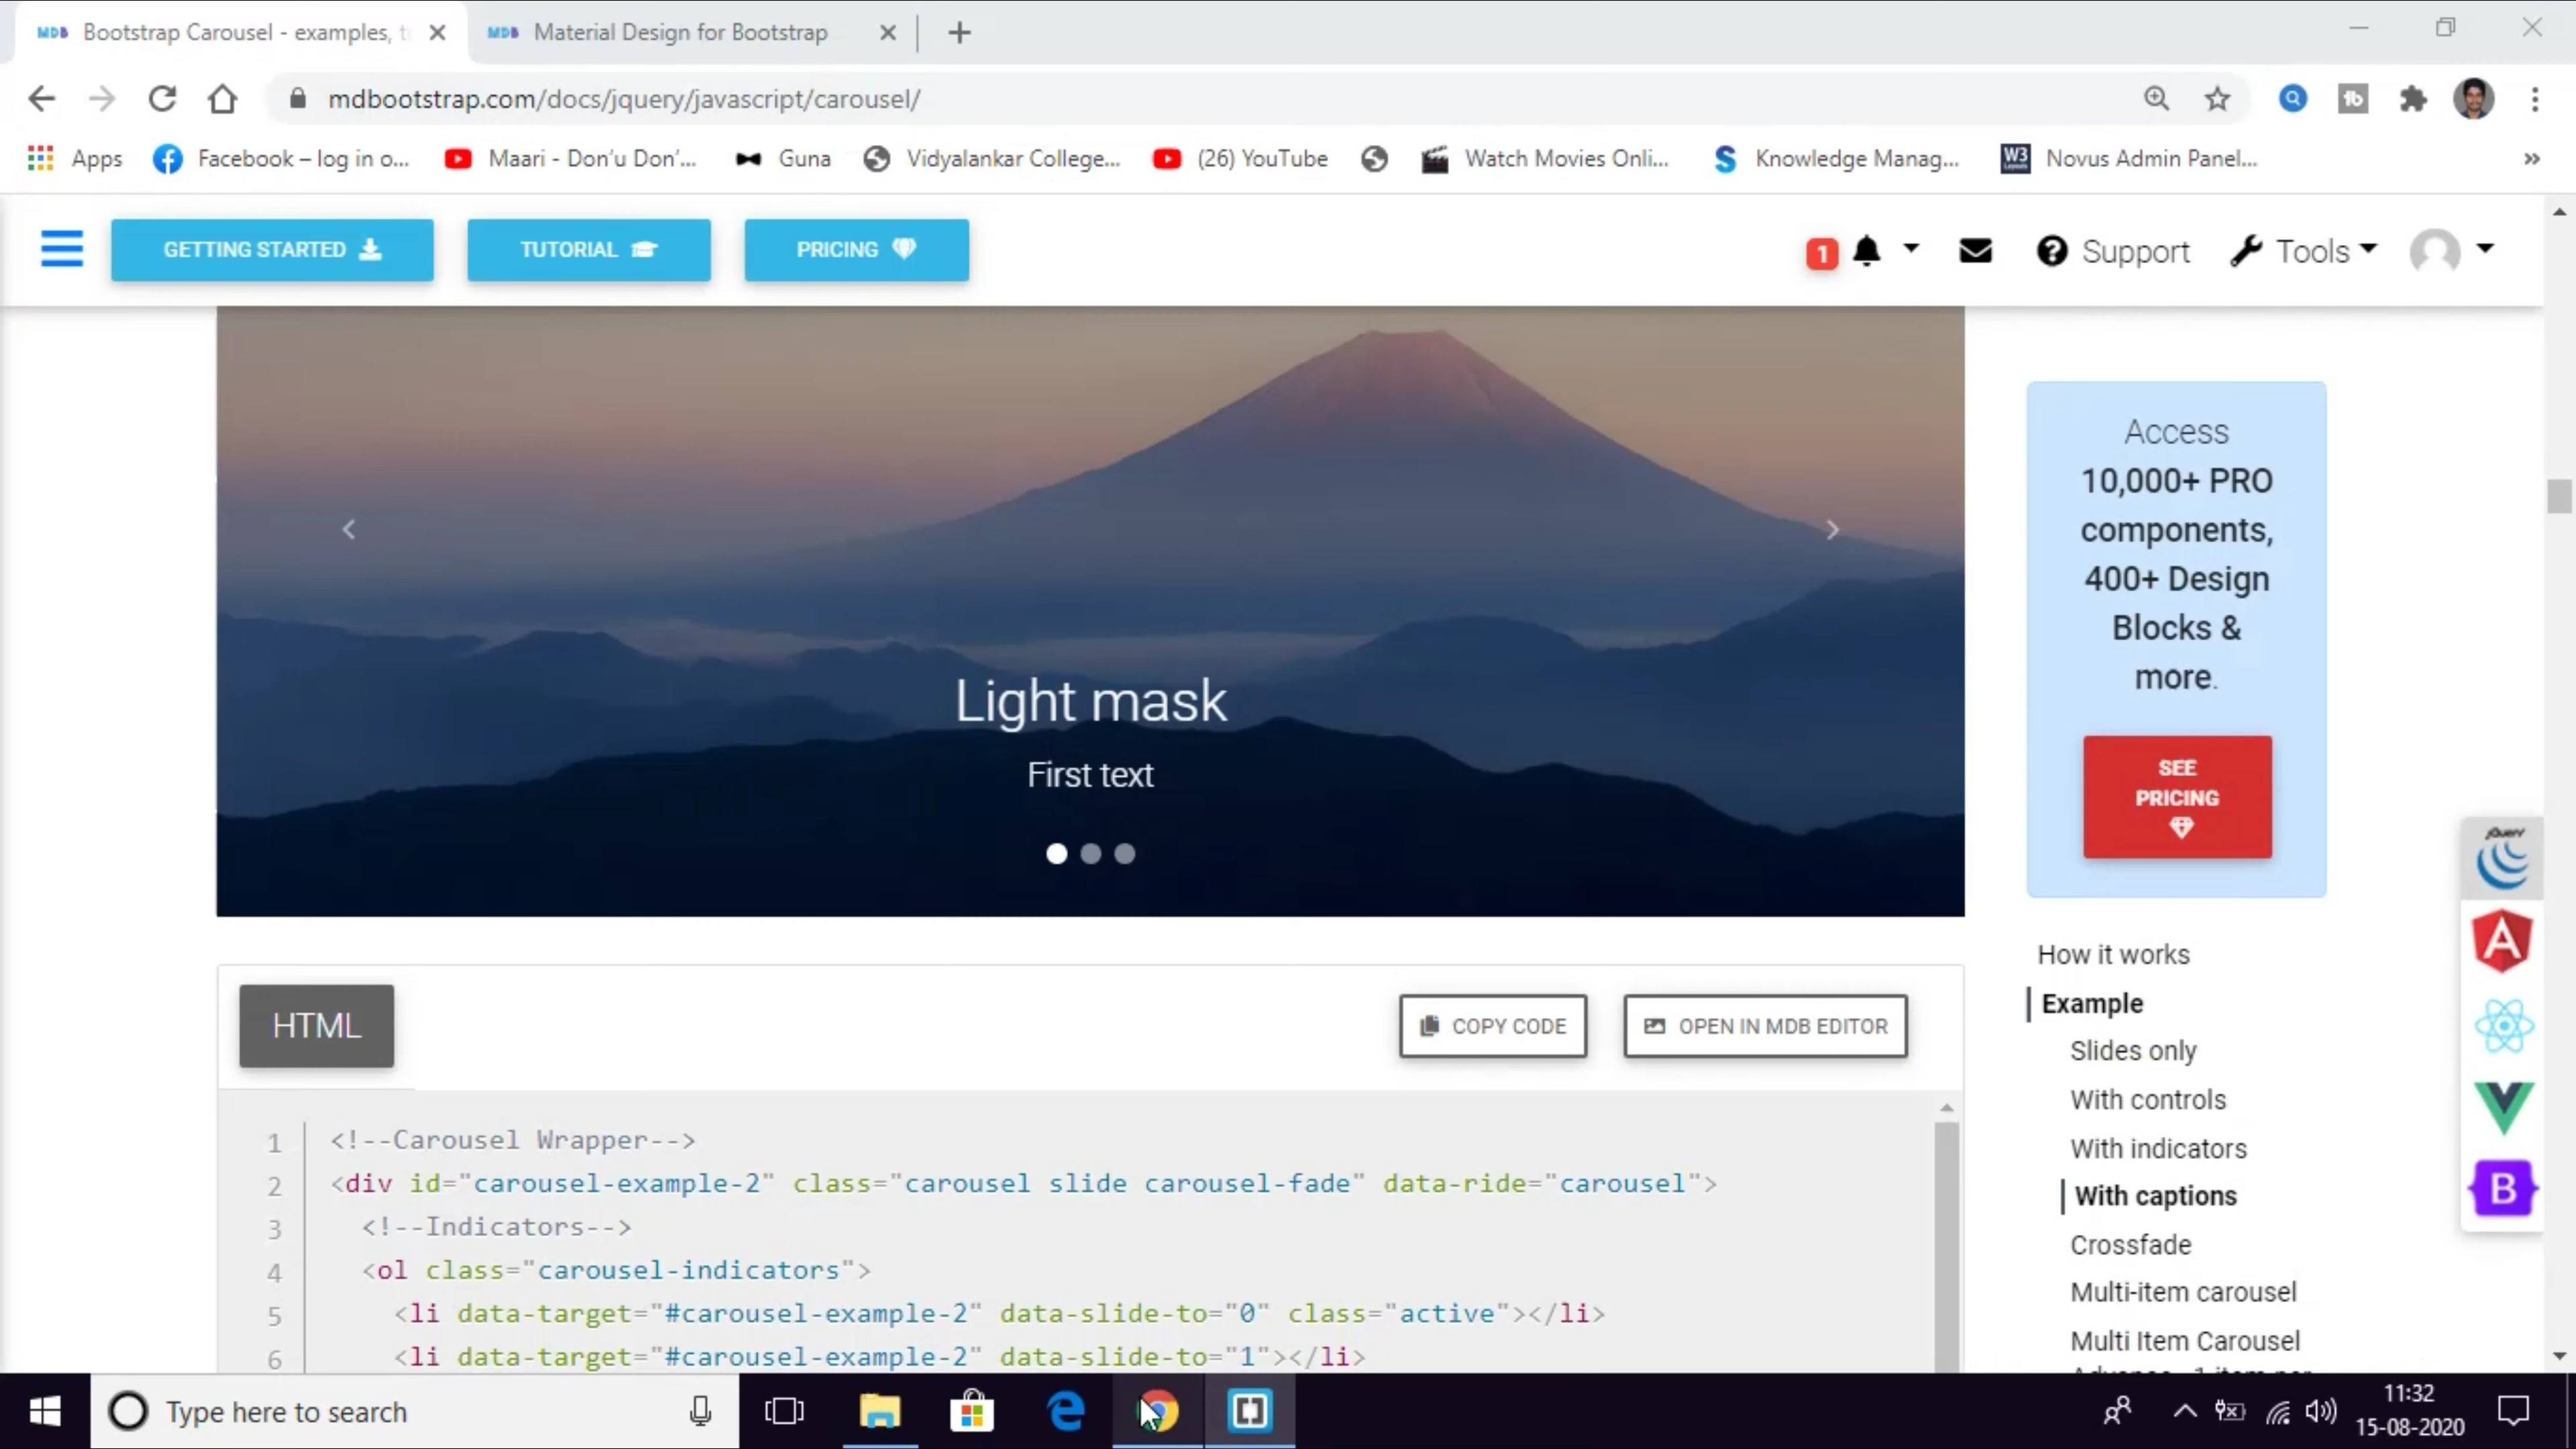 MDB Bootstrap Carousel - examples, t
MDB Material Design for Bootstrap
mdbootstrap.com/docs/jquery/javascript/carousel/
Apps
Facebook – log in o...
Maari - Don'u Don'...
Guna
Vidyalankar College...
(26) YouTube
Watch Movies Onli...
Knowledge Manag...
Novus Admin Panel...
GETTING STARTED
TUTORIAL
PRICING
1
Support
Tools
Light mask
First text
Access
10,000+ PRO
components,
400+ Design
Blocks &
more.
SEE
PRICING
jQuery
How it works
Example
Slides only
With controls
With indicators
With captions
Crossfade
Multi-item carousel
Multi Item Carousel
HTML
COPY CODE
OPEN IN MDB EDITOR
1 <!--Carousel Wrapper-->
2 <div id="carousel-example-2" class="carousel slide carousel-fade" data-ride="carousel">
3 <!--Indicators-->
4 <ol class="carousel-indicators">
5 <li data-target="#carousel-example-2" data-slide-to="0" class="active"></li>
6 <li data-target="#carousel-example-2" data-slide-to="1"></li>
Type here to search
11:32
15-08-2020